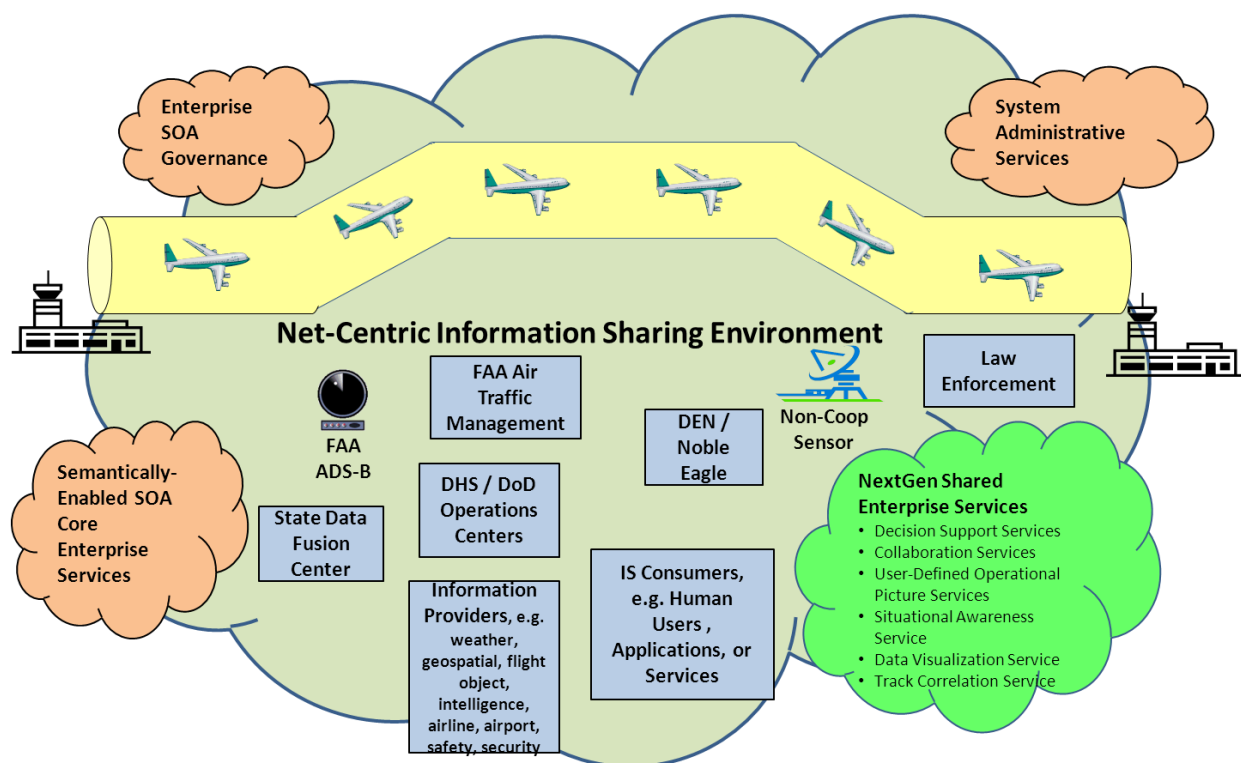 Enterprise
SOA
Governance
System
Administrative
Services
Net-Centric Information Sharing Environment
FAA
ADS-B
FAA Air
Traffic
Management
DEN /
Noble
Eagle
Non-Coop
Sensor
Law
Enforcement
Semantically-
Enabled SOA
Core
Enterprise
Services
State Data
Fusion
Center
DHS / DoD
Operations
Centers
Information
Providers, e.g.
weather,
geospatial, flight
object,
intelligence,
airline, airport,
safety, security
IS Consumers,
e.g. Human
Users ,
Applications, or
Services
NextGen Shared
Enterprise Services
• Decision Support Services
• Collaboration Services
• User-Defined Operational
Picture Services
• Situational Awareness
Service
• Data Visualization Service
• Track Correlation Service